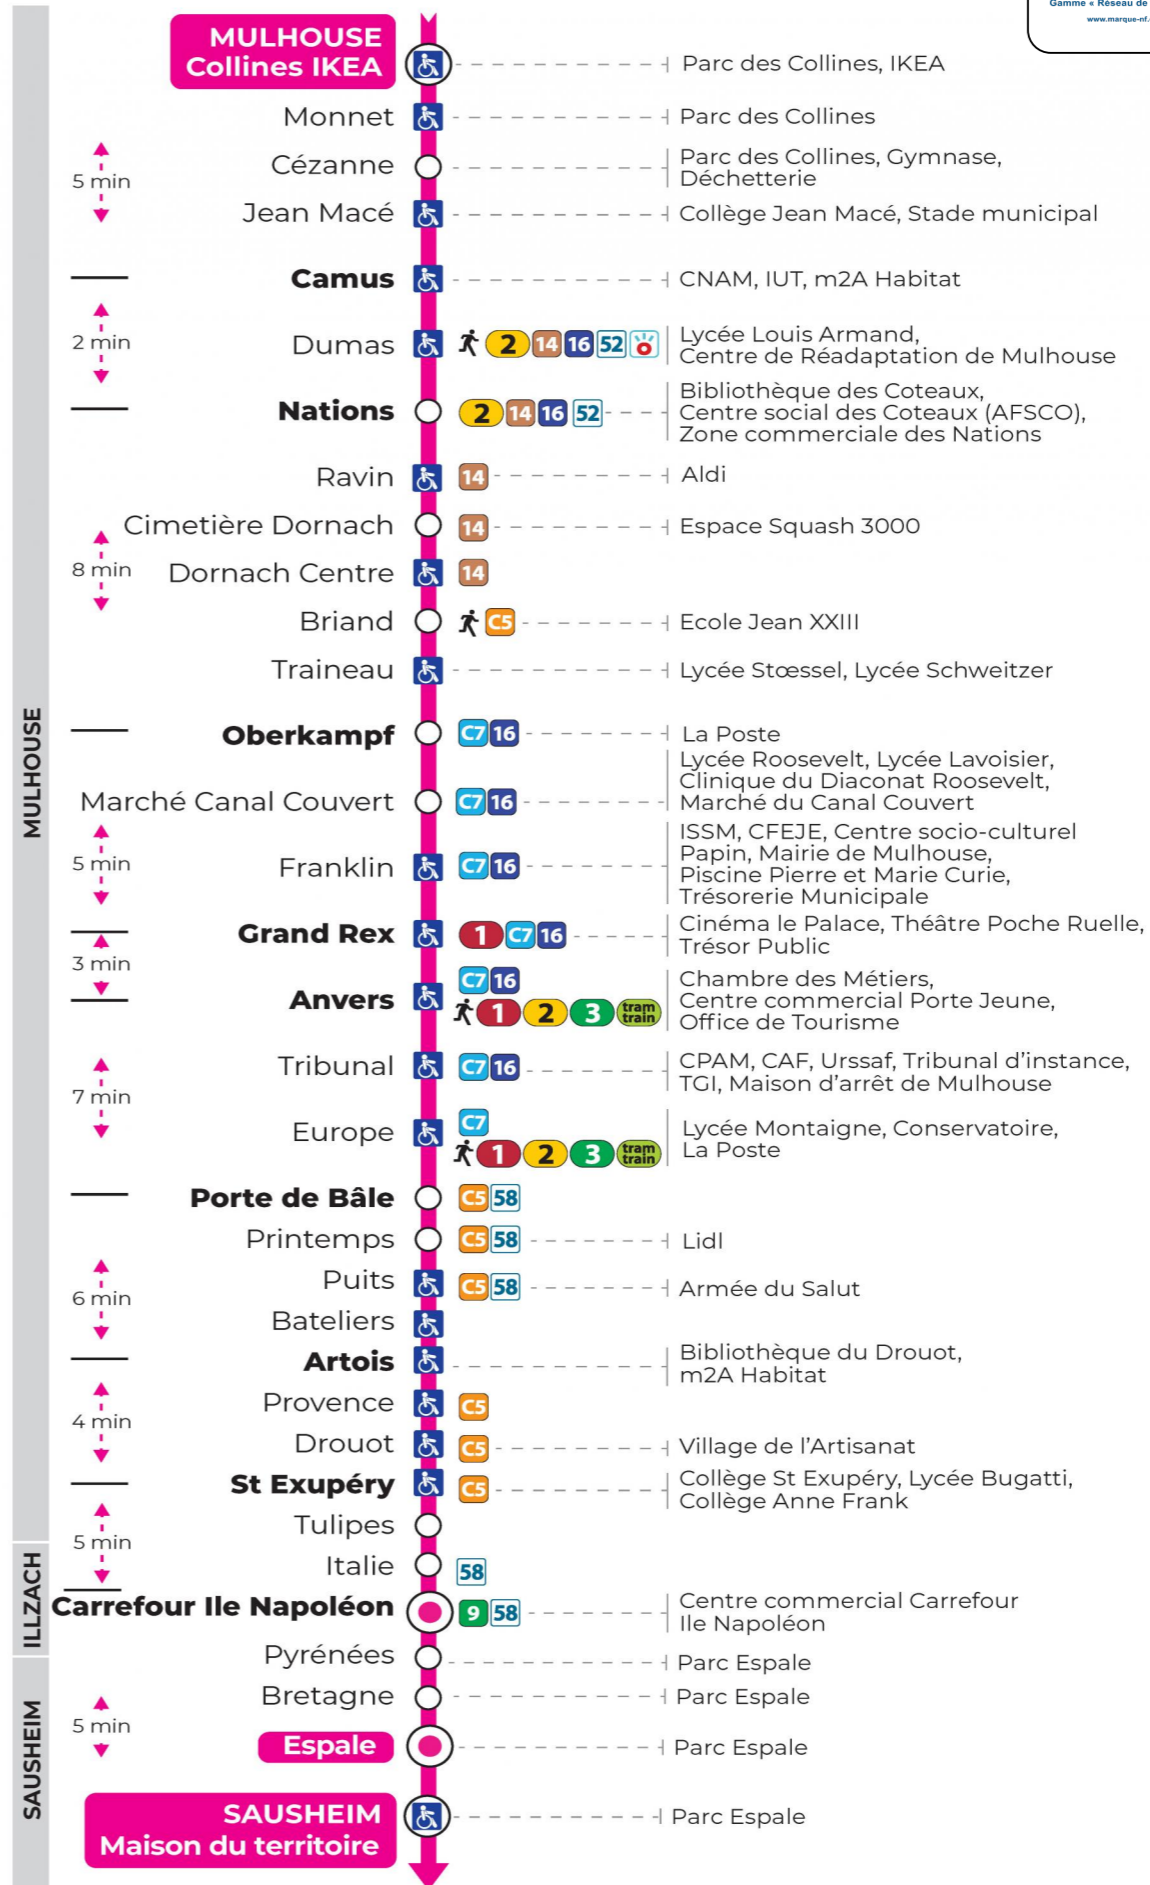 Gamme « Réseau de
www.marque-nf.
MULHOUSE
Collines IKEA
Parc des Collines, IKEA
Monnet
Parc des Collines
5 min
Cézanne
Parc des Collines, Gymnase,
Déchetterie
Jean Macé
Collège Jean Macé, Stade municipal
Camus
CNAM, IUT, m2A Habitat
2 min
Dumas
2 14 16 52
Lycée Louis Armand,
Centre de Réadaptation de Mulhouse
Nations
2 14 16 52
Bibliothèque des Coteaux,
Centre social des Coteaux (AFSCO),
Zone commerciale des Nations
Ravin
14
Aldi
Cimetière Dornach
14
Espace Squash 3000
8 min
Dornach Centre
14
Briand
C5
Ecole Jean XXIII
Traineau
Lycée Stœssel, Lycée Schweitzer
MULHOUSE
Oberkampf
C7 16
La Poste
Marché Canal Couvert
C7 16
Lycée Roosevelt, Lycée Lavoisier,
Clinique du Diaconat Roosevelt,
Marché du Canal Couvert
5 min
Franklin
C7 16
ISSM, CFEJE, Centre socio-culturel
Papin, Mairie de Mulhouse,
Piscine Pierre et Marie Curie,
Trésorerie Municipale
Grand Rex
1 C7 16
Cinéma le Palace, Théâtre Poche Ruelle,
Trésor Public
3 min
Anvers
C7 16
1 2 3 tram train
Chambre des Métiers,
Centre commercial Porte Jeune,
Office de Tourisme
7 min
Tribunal
C7 16
CPAM, CAF, Urssaf, Tribunal d'instance,
TGI, Maison d'arrêt de Mulhouse
Europe
C7
1 2 3 tram train
Lycée Montaigne, Conservatoire,
La Poste
Porte de Bâle
C5 58
Printemps
C5 58
Lidl
6 min
Puits
C5 58
Armée du Salut
Bateliers
Artois
Bibliothèque du Drouot,
m2A Habitat
4 min
Provence
C5
Drouot
C5
Village de l'Artisanat
St Exupéry
C5
Collège St Exupéry, Lycée Bugatti,
Collège Anne Frank
5 min
Tulipes
Italie
58
ILLZACH
Carrefour Ile Napoléon
9 58
Centre commercial Carrefour
Ile Napoléon
Pyrénées
Parc Espale
Bretagne
Parc Espale
SAUSHEIM
5 min
Espale
Parc Espale
SAUSHEIM
Maison du territoire
Parc Espale